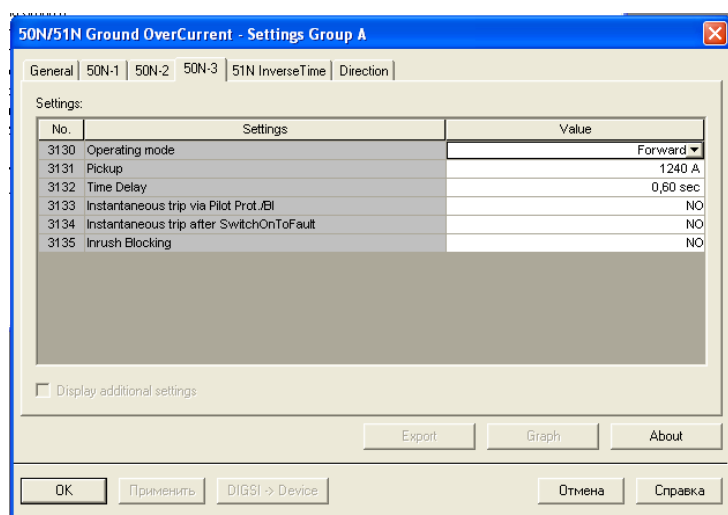 50N/51N Ground OverCurrent - Settings Group A
General 50N-1 50N-2 50N-3 51N InverseTime Direction
Settings:
No. Settings Value
3130 Operating mode Forward
3131 Pickup 1240 A
3132 Time Delay 0,60 sec
3133 Instantaneous trip via Pilot Prot./BI NO
3134 Instantaneous trip after SwitchOnToFault NO
3135 Inrush Blocking NO
Display additional settings
Export Graph About
OK Применить DIGSI -> Device Отмена Справка